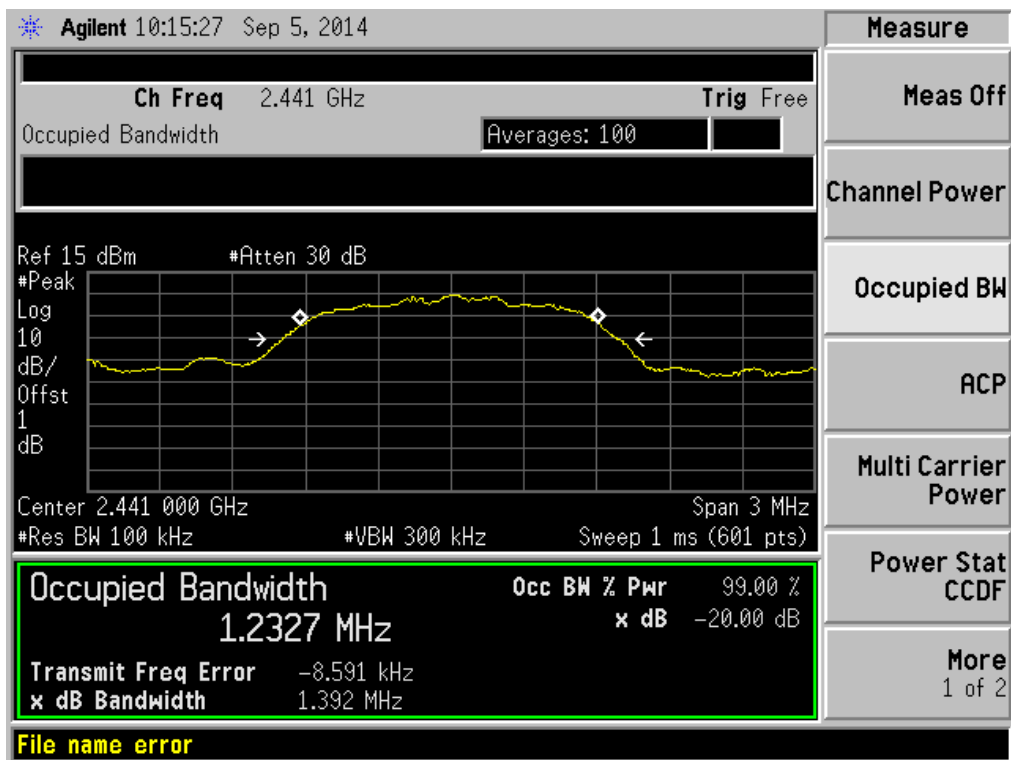 Agilent 10:15:27 Sep 5, 2014
Measure
Ch Freq 2.441 GHz
Trig Free
Occupied Bandwidth
Averages: 100
Meas Off
Channel Power
Occupied BW
ACP
Multi Carrier
Power
Power Stat
CCDF
More
1 of 2
Ref 15 dBm
#Atten 30 dB
#Peak
Log
10
dB/
Offst
1
dB
Center 2.441 000 GHz
Span 3 MHz
#Res BW 100 kHz
#VBW 300 kHz
Sweep 1 ms (601 pts)
Occupied Bandwidth
1.2327 MHz
Occ BW % Pwr 99.00 %
x dB -20.00 dB
Transmit Freq Error -8.591 kHz
x dB Bandwidth 1.392 MHz
File name error